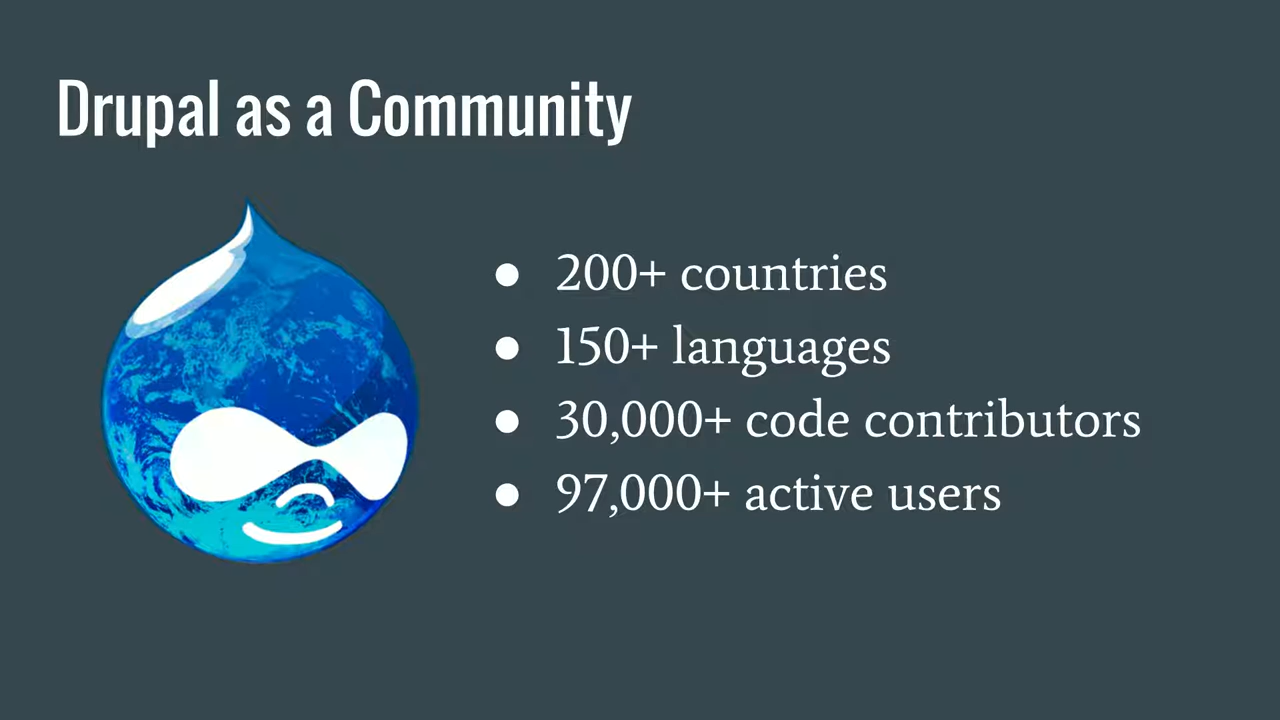 Drupal as a Community
● 200+ countries
● 150+ languages
● 30,000+ code contributors
● 97,000+ active users